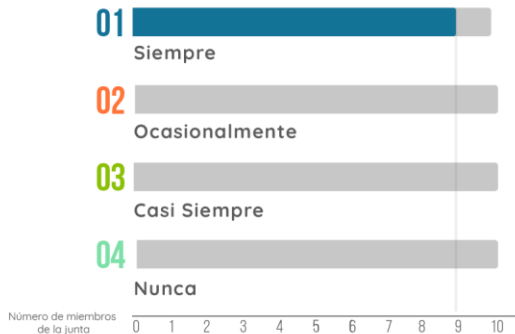 01
Siempre
02
Ocasionalmente
03
Casi Siempre
04
Nunca
Número de miembros
de la junta
0 1 2 3 4 5 6 7 8 9 10